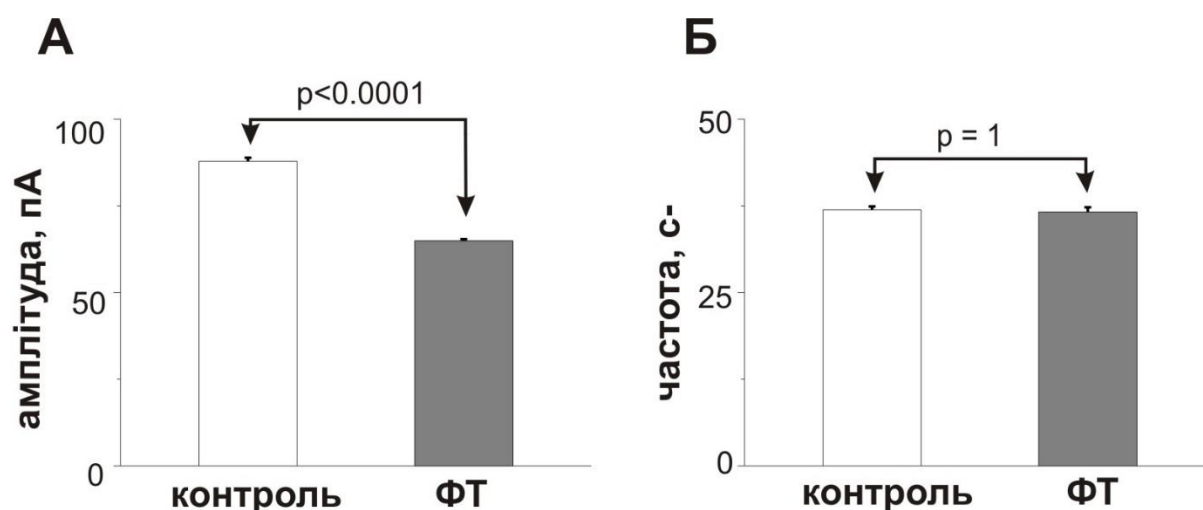 А
p<0.0001
100
50
0
амплітуда, пА
контроль
ФТ
Б
p = 1
50
25
0
частота, с-
контроль
ФТ